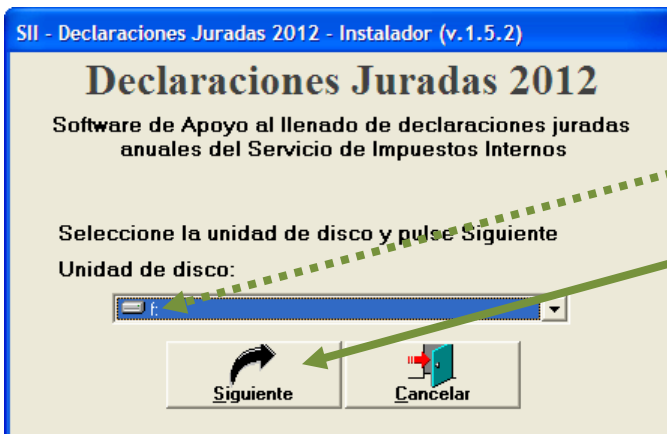 SII - Declaraciones Juradas 2012 - Instalador (v.1.5.2)
Declaraciones Juradas 2012
Software de Apoyo al llenado de declaraciones juradas
anuales del Servicio de Impuestos Internos
Seleccione la unidad de disco y pulse Siguiente
Unidad de disco:
f:
Siguiente
Cancelar